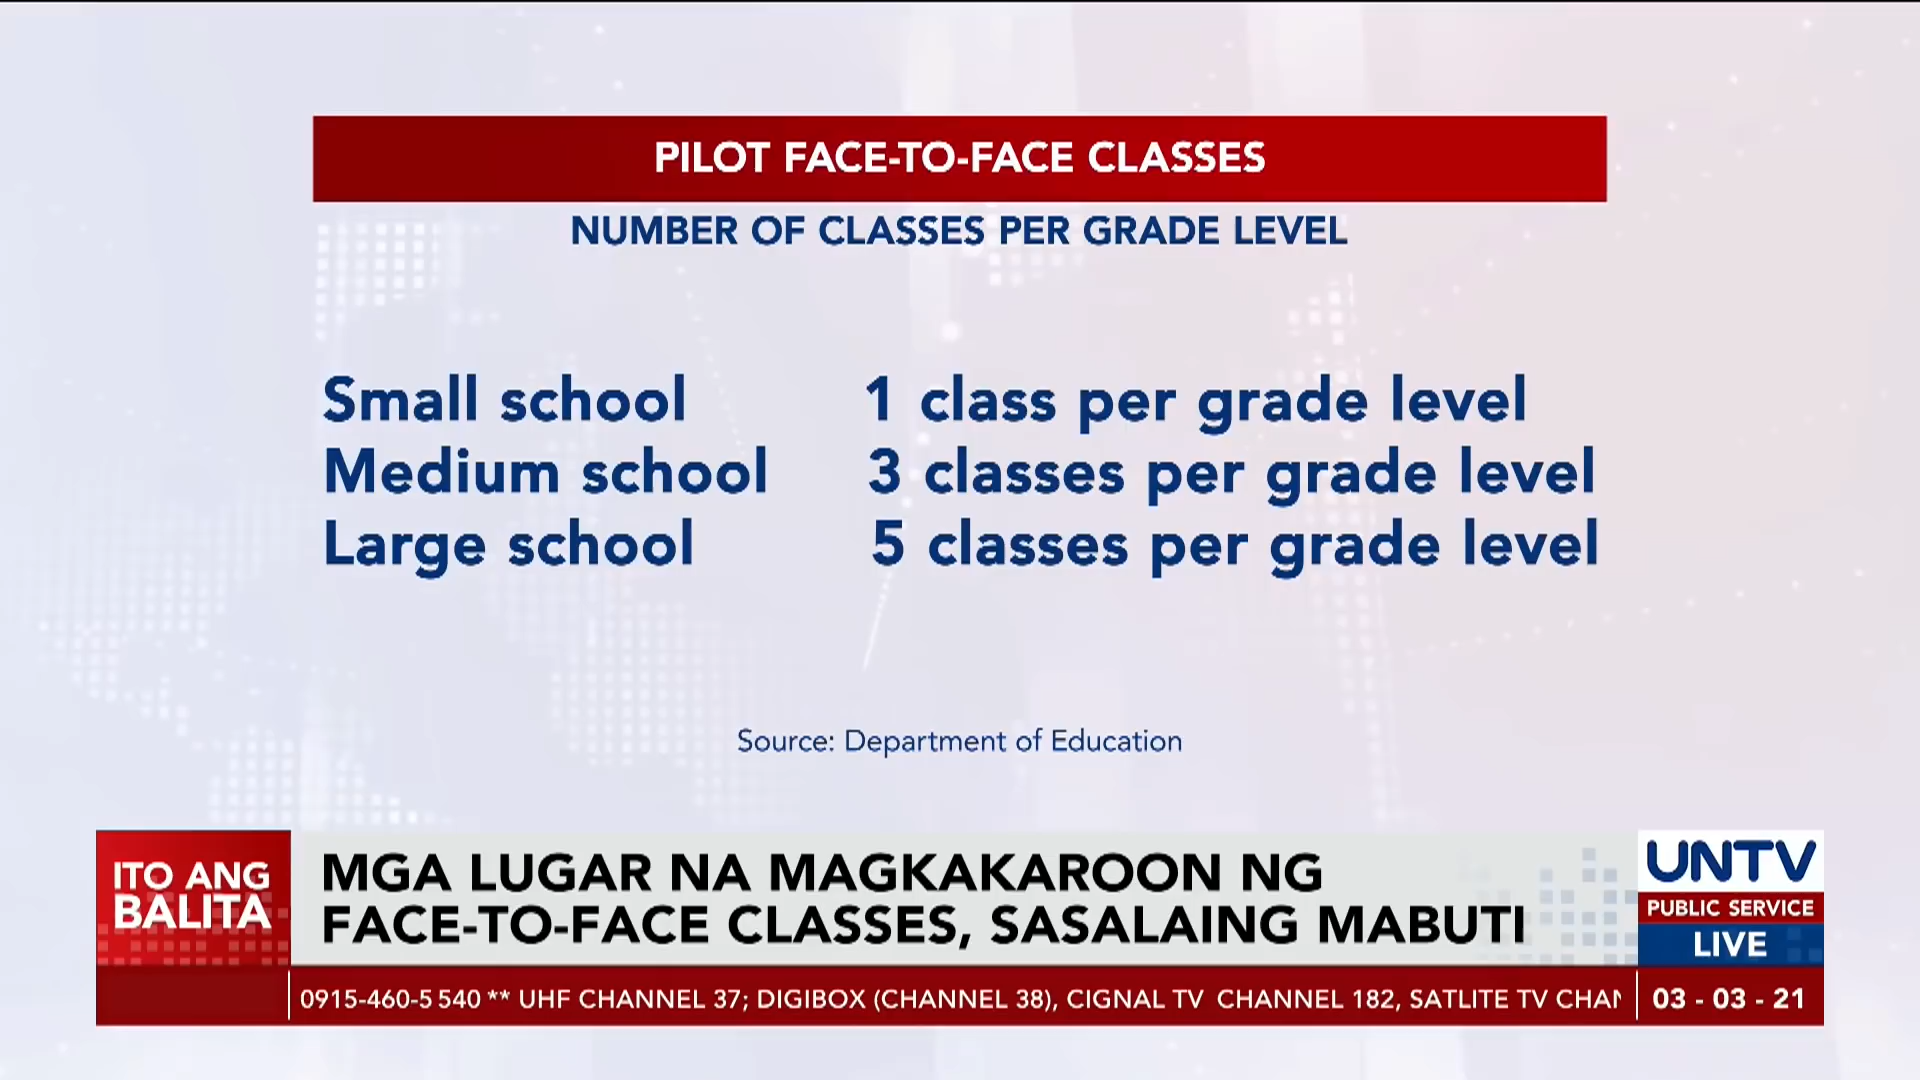 PILOT FACE-TO-FACE CLASSES
NUMBER OF CLASSES PER GRADE LEVEL
Small school 1 class per grade level
Medium school 3 classes per grade level
Large school 5 classes per grade level
Source: Department of Education
ITO ANG
BALITA
MGA LUGAR NA MAGKAKAROON NG
FACE-TO-FACE CLASSES, SASALAING MABUTI
UNTV
PUBLIC SERVICE
LIVE
0915-460-5 540 ** UHF CHANNEL 37; DIGIBOX (CHANNEL 38), CIGNAL TV CHANNEL 182, SATLITE TV CHAN
03 - 03 - 21